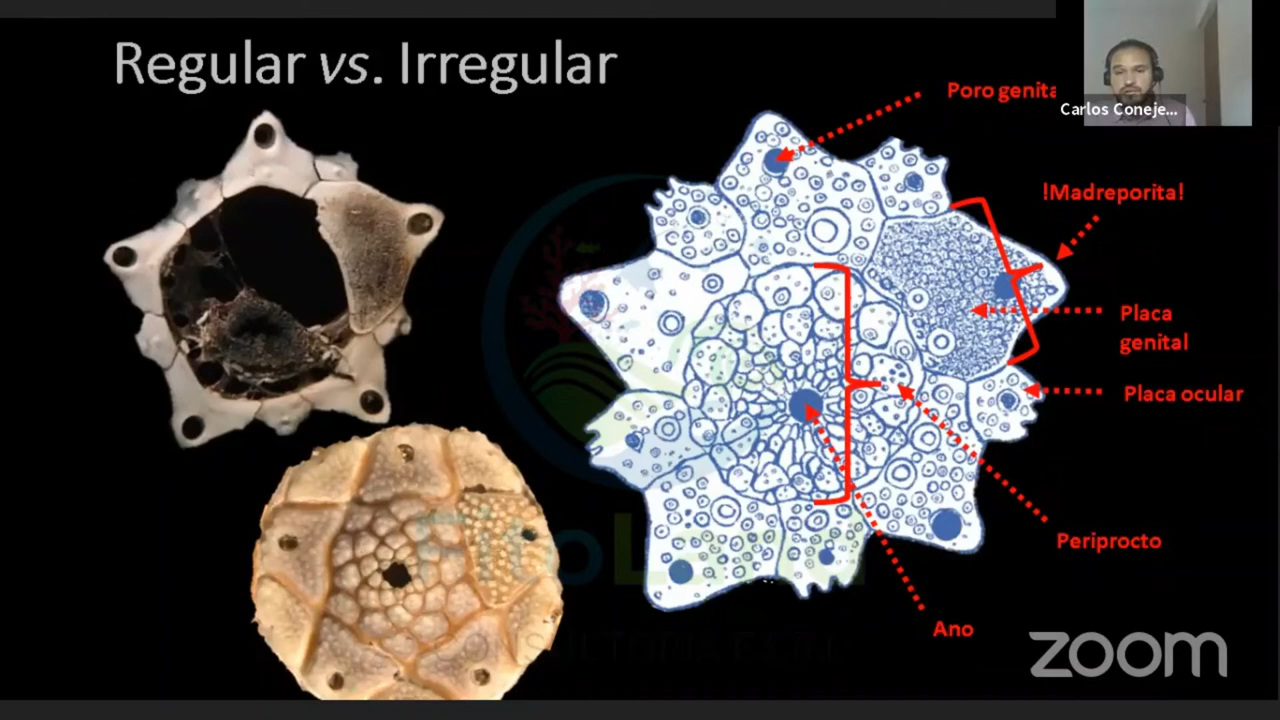 Regular vs. Irregular
Poro genita
Carlos Coneje...
!Madreporita!
Placa
genital
Placa ocular
Periprocto
Ano
zoom